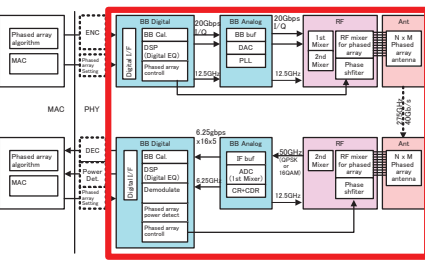 BB Digital
BB Analog
RF
Ant
20Gbps
I/Q
20Gbps
I/Q
Phased array
algorithm
MAC
ENC
Phased
array
Setting
Digital I/F
BB Cal.
DSP
(Digital EQ)
Phased array
controll
BB buf
DAC
PLL
1st
Mixer
2nd
Mixer
RF mixer
for phased
array
Phase
shfiter
N x M
Phased
array
antenna
12.5GHz
12.5GHz
MAC
PHY
275GHz
40Gb/s
6.25gbps
x16x5
BB Digital
BB Analog
RF
Ant
Phased array
algorithm
MAC
DEC
Power
Det.
Phased
array
Setting
Digital I/F
BB Cal.
DSP
(Digital EQ)
Demodulate
Phased array
power detect
Phased array
controll
6.25GHz
IF buf
ADC
(1st Mixer)
CR+CDR
50GHz
(QPSK
or
16QAM)
12.5GHz
2nd
Mixer
RF mixer
for phased
array
Phase
shfiter
N x M
Phased
array
antenna